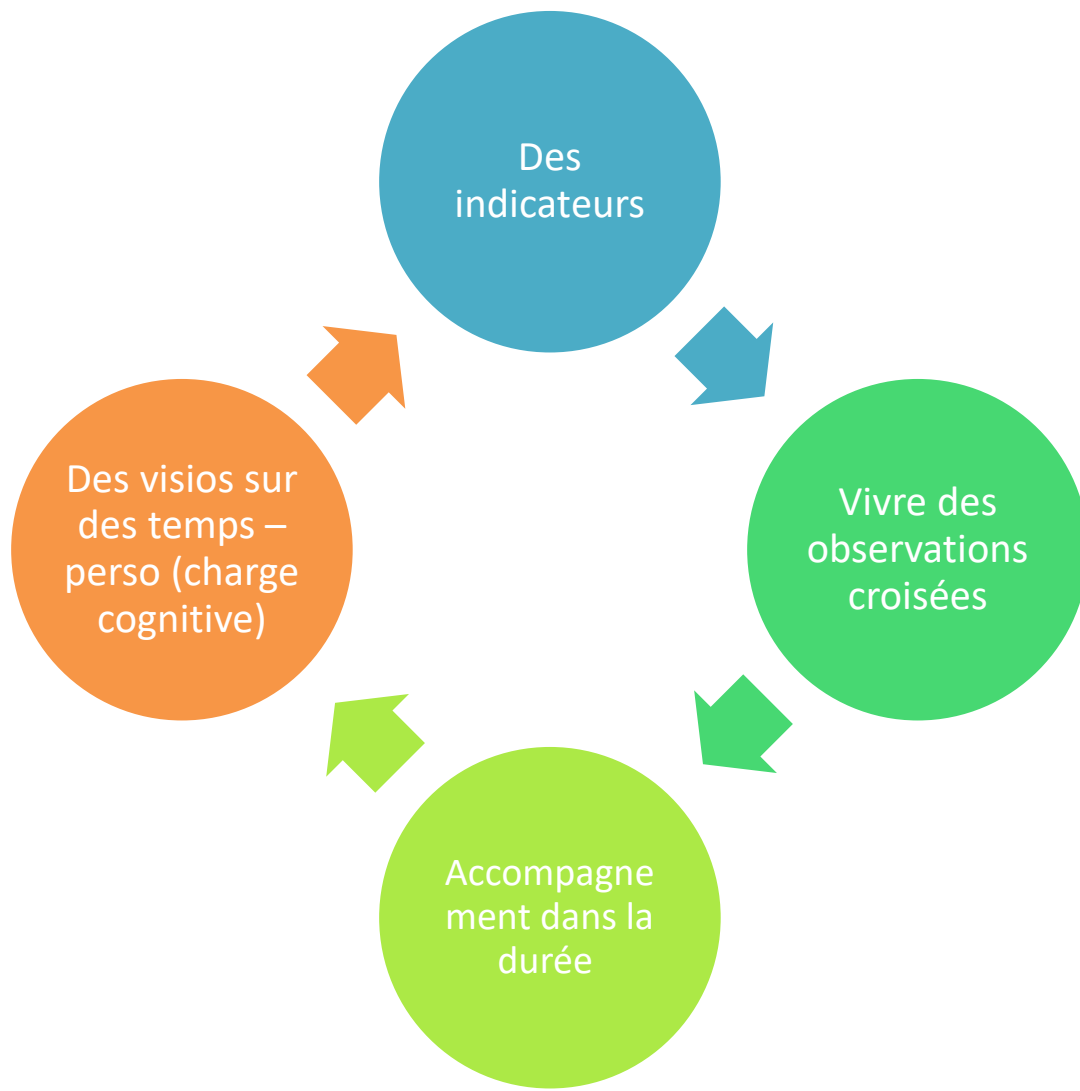 Des
indicateurs
Vivre des
observations
croisées
Accompagne
ment dans la
durée
Des visios sur
des temps –
perso (charge
cognitive)